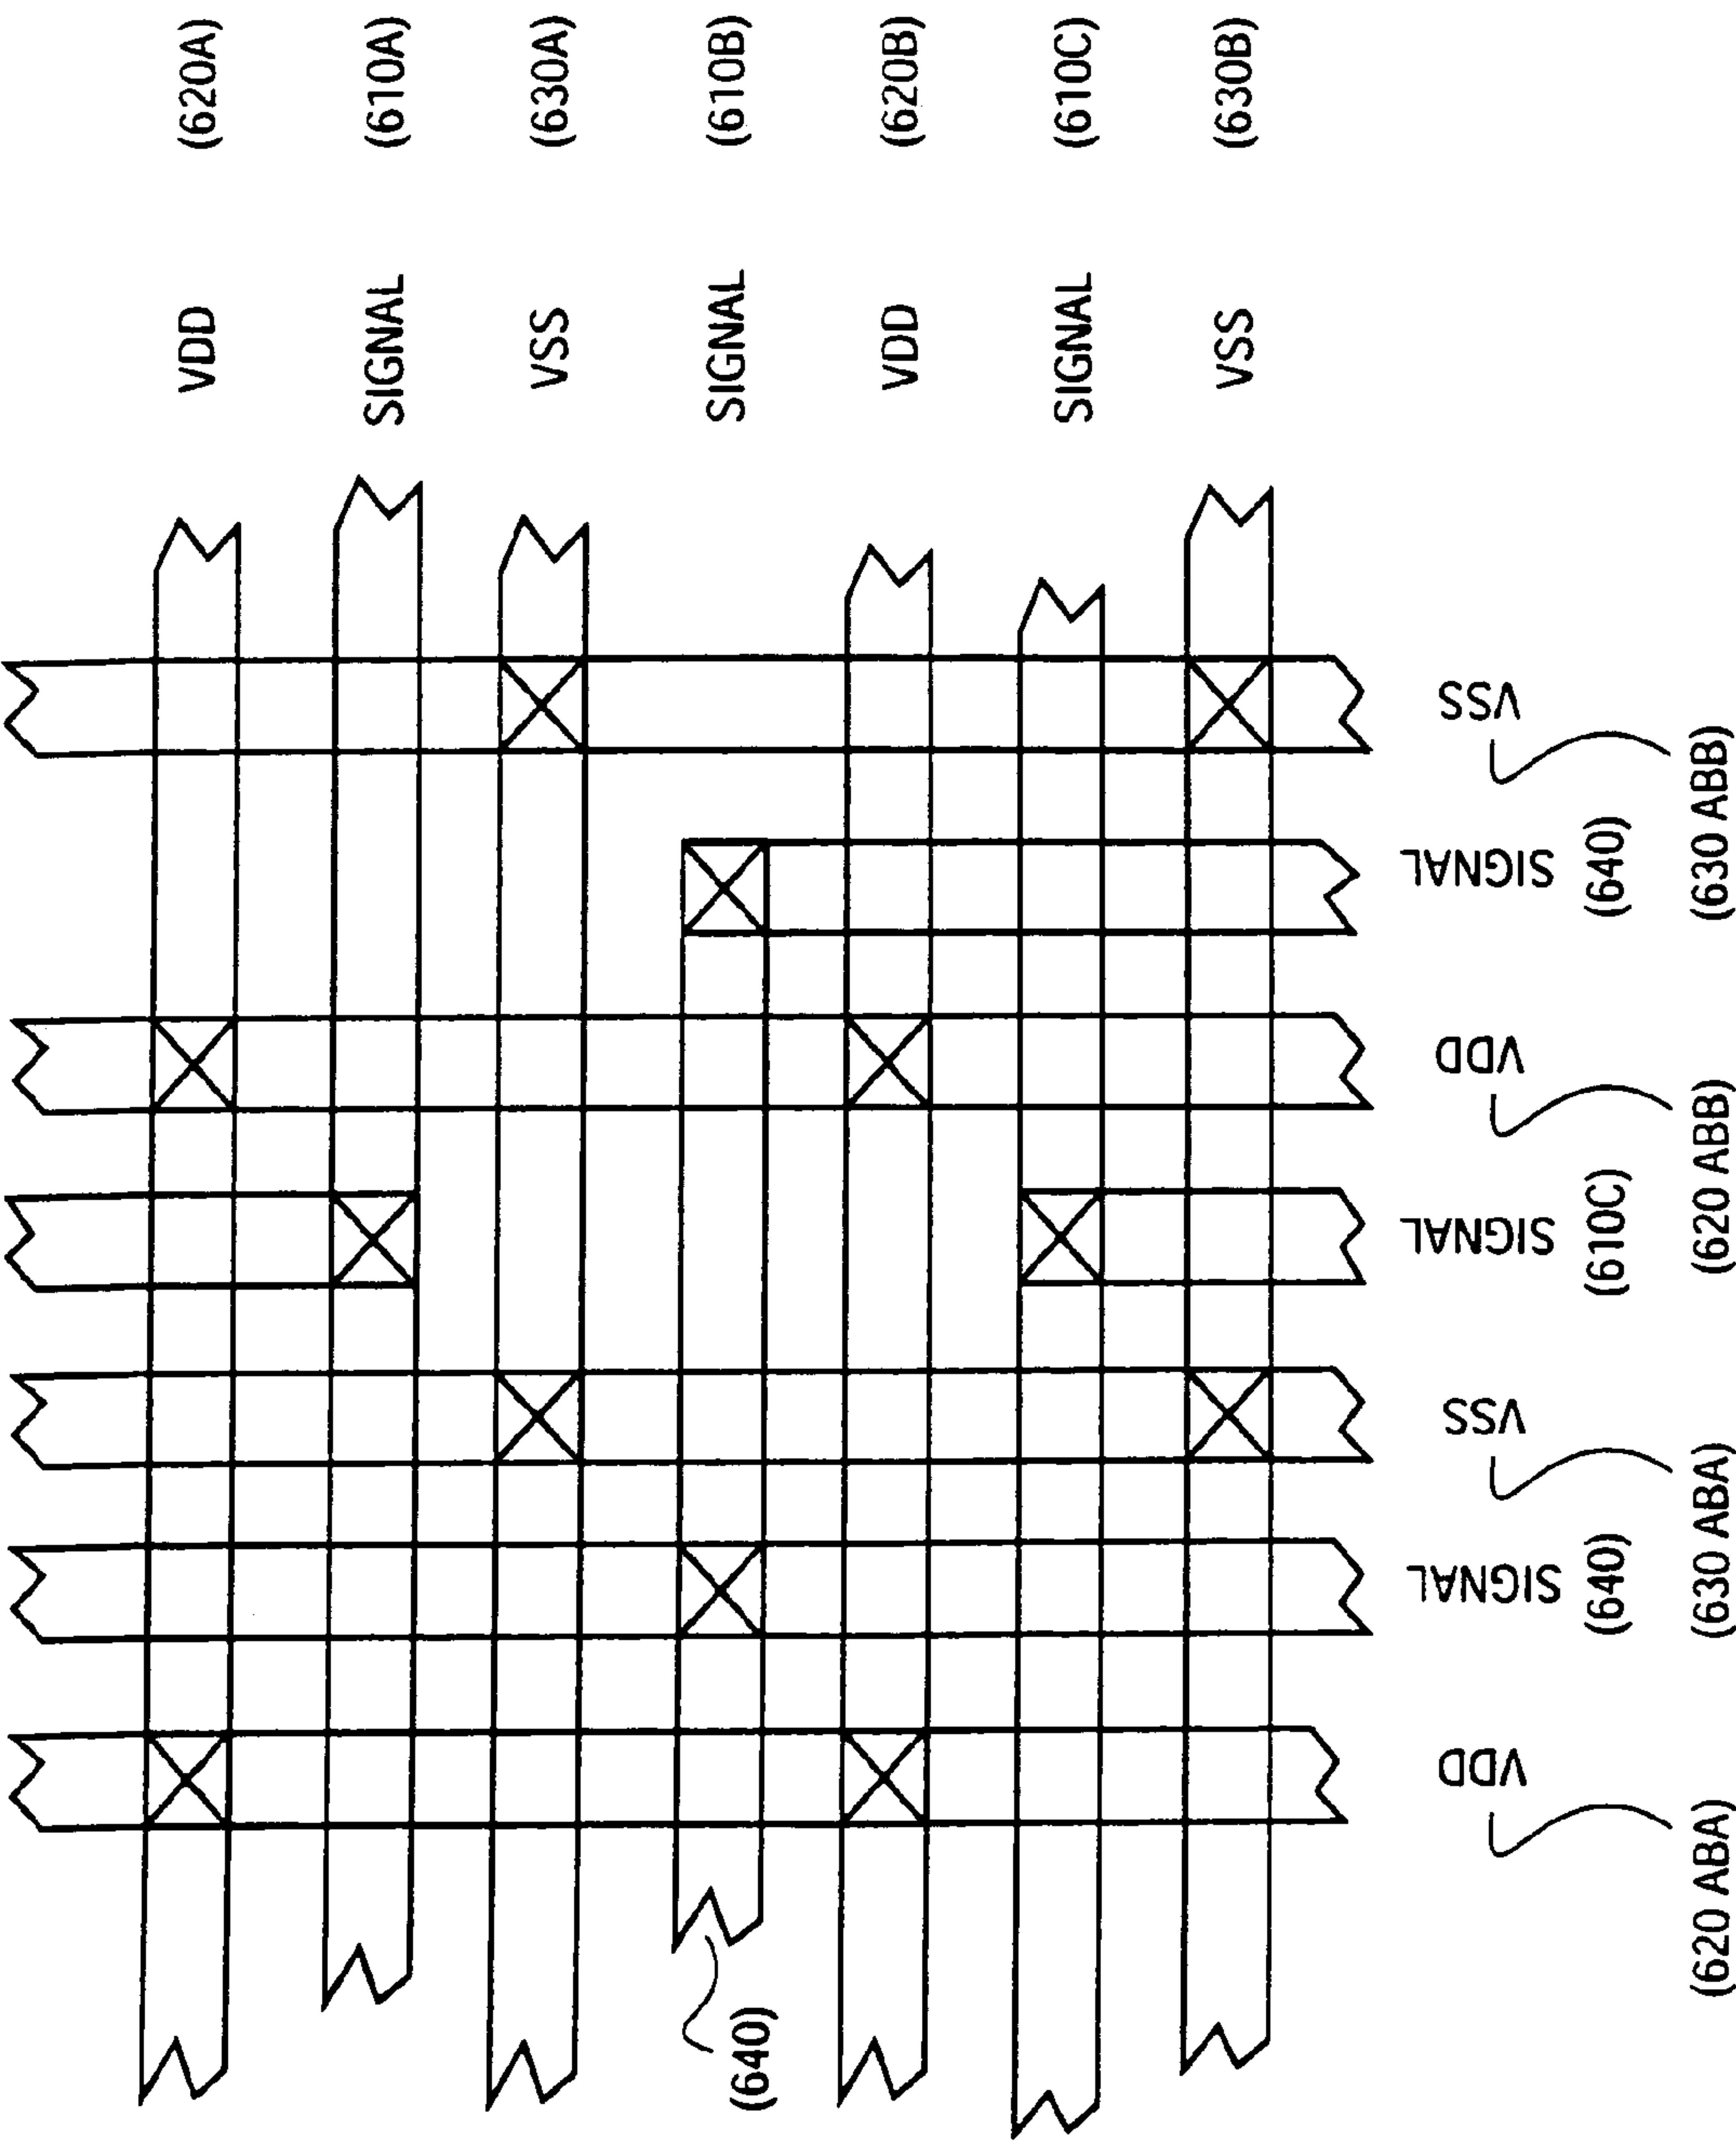 (620A)
(610A)
(630A)
(610B)
(620B)
(610C)
(630B)
VDD
SIGNAL
VSS
SIGNAL
VDD
SIGNAL
VSS
VSS
(630 ABB)
SIGNAL
(640)
VDD
(620 ABB)
SIGNAL
(610C)
VSS
(630 ABA)
SIGNAL
(640)
VDD
(620 ABA)
(640)